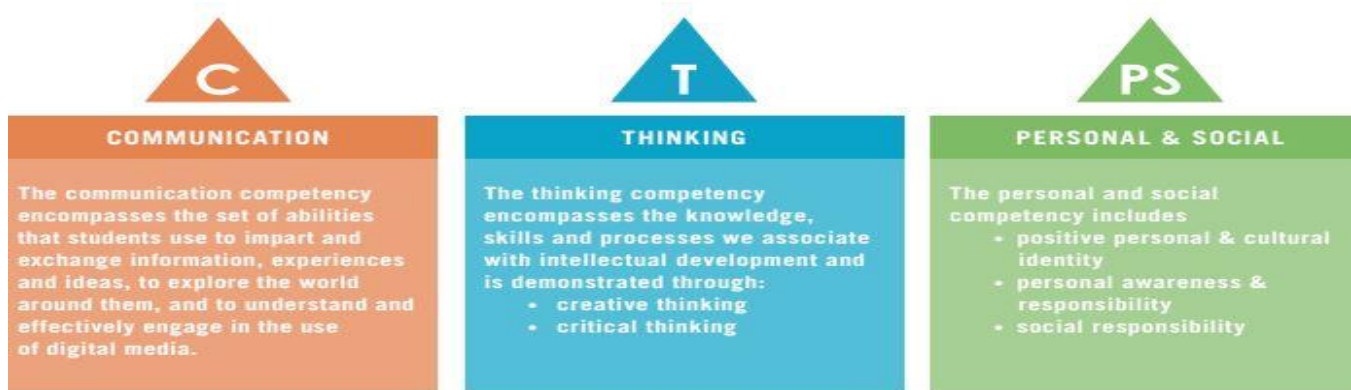 C
COMMUNICATION
The communication competency
encompasses the set of abilities
that students use to impart and
exchange information, experiences
and ideas, to explore the world
around them, and to understand and
effectively engage in the use
of digital media.
T
THINKING
The thinking competency
encompasses the knowledge,
skills and processes we associate
with intellectual development and
is demonstrated through:
• creative thinking
• critical thinking
PS
PERSONAL & SOCIAL
The personal and social
competency includes
• positive personal & cultural
identity
• personal awareness &
responsibility
• social responsibility